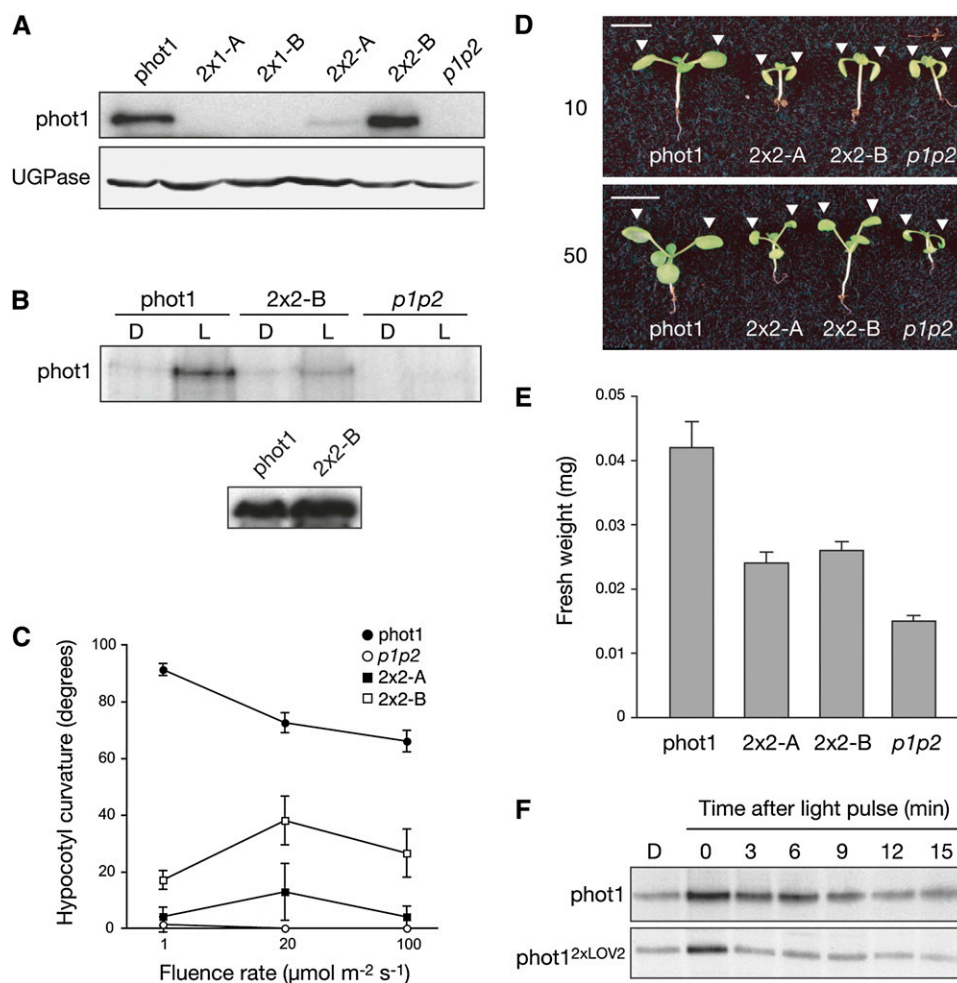 A
phot1 2x1-A 2x1-B 2x2-A 2x2-B p1p2
phot1
UGPase
B
phot1 2x2-B p1p2
D L D L D L
phot1
phot1 2x2-B
C
phot1
p1p2
2x2-A
2x2-B
100
80
60
40
20
0
Hypocotyl curvature (degrees)
1 20 100
Fluence rate (µmol m⁻² s⁻¹)
D
10
phot1 2x2-A 2x2-B p1p2
50
phot1 2x2-A 2x2-B p1p2
E
0.05
0.04
0.03
0.02
0.01
0
Fresh weight (mg)
phot1 2x2-A 2x2-B p1p2
F
Time after light pulse (min)
D 0 3 6 9 12 15
phot1
phot1²ˣᴸᴼⱽ²